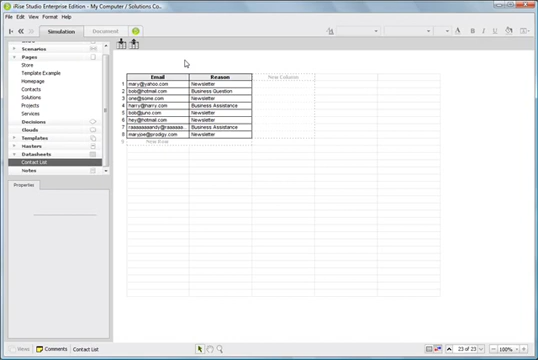 iRise Studio Enterprise Edition - My Computer / Solutions Co...
File Edit View Format Help
Simulation
Document
Scenarios
Pages
Store
Template Example
Homepage
Contacts
Solutions
Projects
Services
Decisions
Clouds
Templates
Masters
Datasheets
Contact List
Notes
Properties
Email Reason New Column
1 mary@yahoo.com Newsletter
2 bob@hotmail.com Business Question
3 one@some.com Newsletter
4 harry@harry.com Business Assistance
5 bob@juno.com Newsletter
6 hey@hotmail.com Newsletter
7 Business Assistance
8 marype@prodigy.com Newsletter
9 New Row
Views Comments Contact List 23 of 23 100%